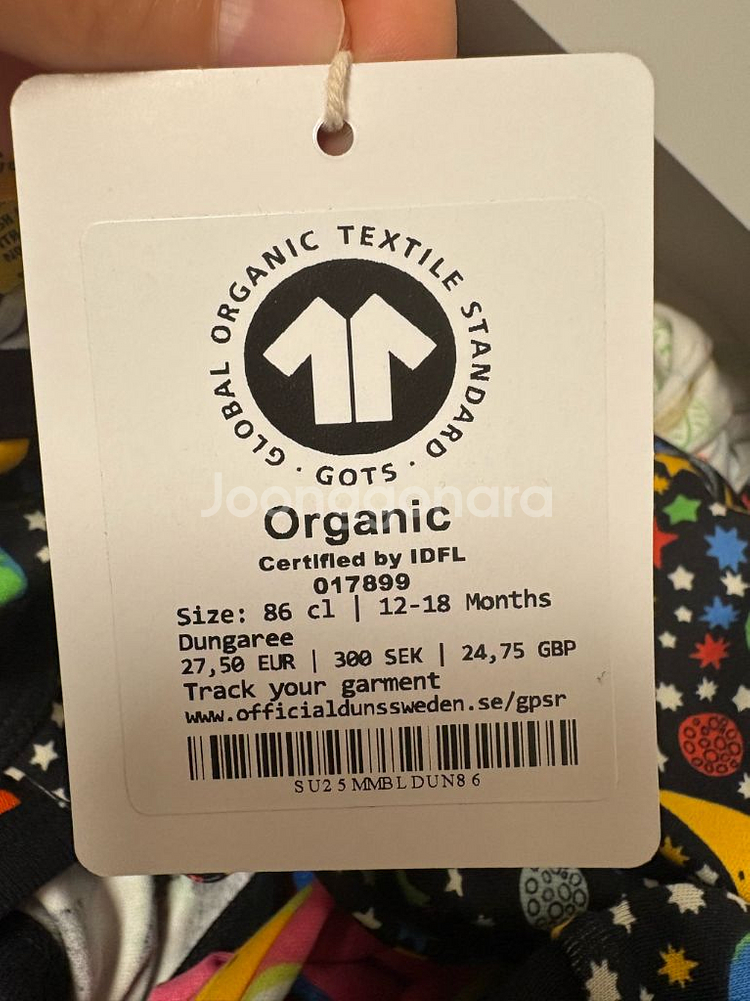 GLOBAL ORGANIC TEXTILE STANDARD · GOTS ·
Joonggonara
Organic
Certified by IDFL
017899
Size: 86 cl | 12-18 Months
Dungaree
27,50 EUR | 300 SEK | 24,75 GBP
Track your garment
www.officialdunssweden.se/gpsr
SU25MMBLDUN86